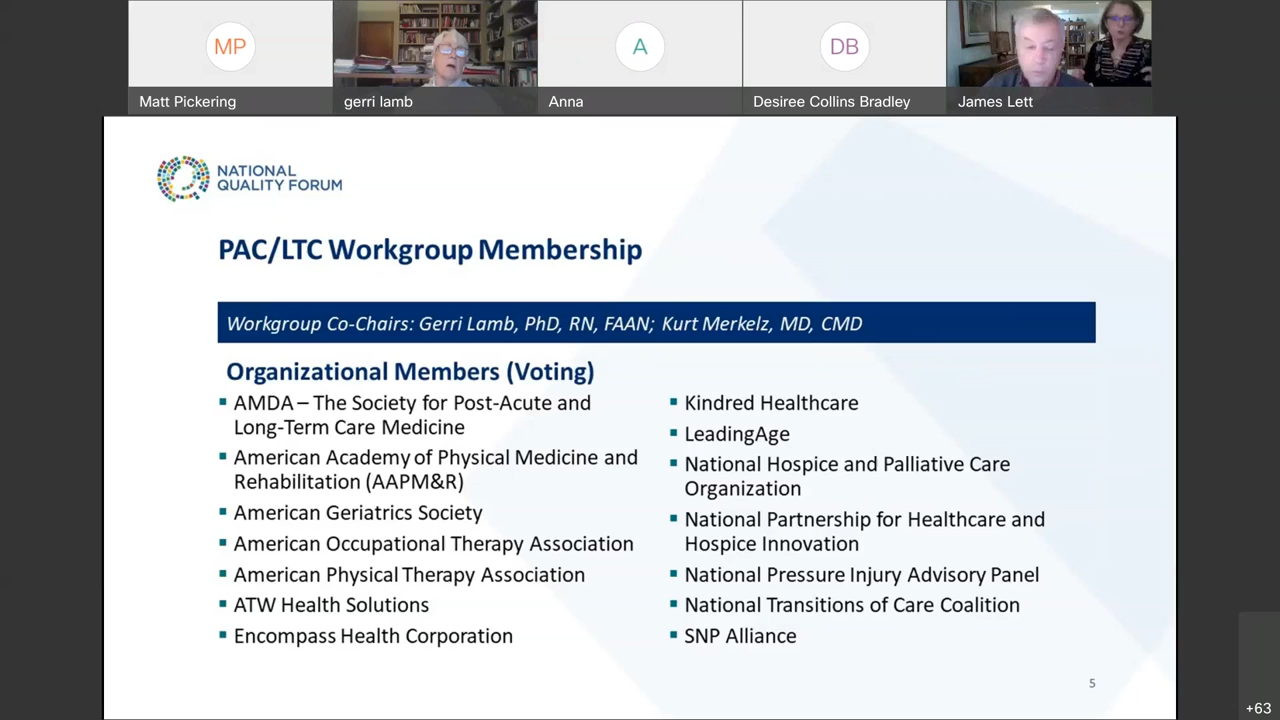 MP
A
DB
Matt Pickering
gerri lamb
Anna
Desiree Collins Bradley
James Lett
NATIONAL
QUALITY FORUM
PAC/LTC Workgroup Membership
Workgroup Co-Chairs: Gerri Lamb, PhD, RN, FAAN; Kurt Merkelz, MD, CMD
Organizational Members (Voting)
▪ AMDA – The Society for Post-Acute and
Long-Term Care Medicine
▪ American Academy of Physical Medicine and
Rehabilitation (AAPM&R)
▪ American Geriatrics Society
▪ American Occupational Therapy Association
▪ American Physical Therapy Association
▪ ATW Health Solutions
▪ Encompass Health Corporation
▪ Kindred Healthcare
▪ LeadingAge
▪ National Hospice and Palliative Care
Organization
▪ National Partnership for Healthcare and
Hospice Innovation
▪ National Pressure Injury Advisory Panel
▪ National Transitions of Care Coalition
▪ SNP Alliance
5
+63